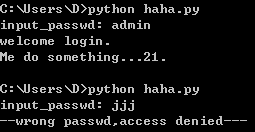 C:\Users\D>python haha.py
input_passwd: admin
welcome login.
Me do something...21.
C:\Users\D>python haha.py
input_passwd: jjj
--wrong passwd,access denied---